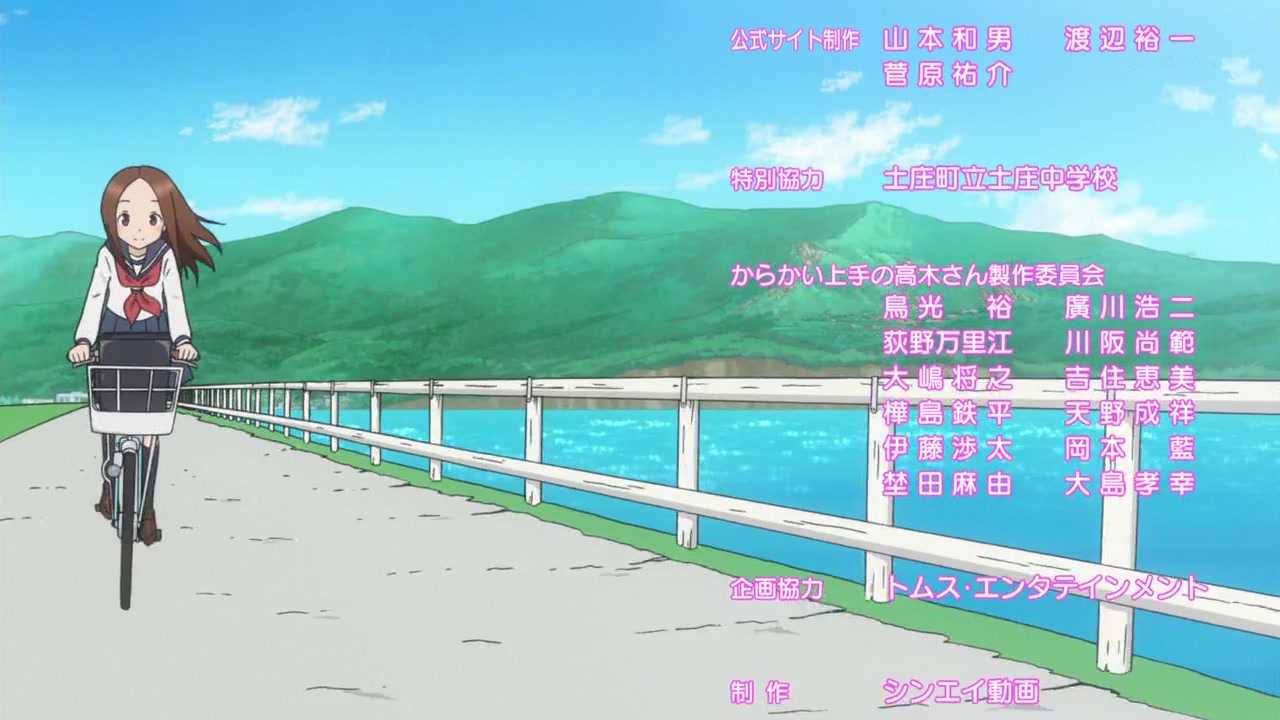 公式サイト制作 山本和男 渡辺裕一
菅原祐介
特別協力 土庄町立土庄中学校
からかい上手の高木さん製作委員会
鳥光 裕 廣川浩二
荻野万里江 川阪尚範
大嶋将之 吉住恵美
樺島鉄平 天野成祥
伊藤渉太 岡本 藍
埜田麻由 大島孝幸
企画協力 トムス・エンタテインメント
制作 シンエイ動画